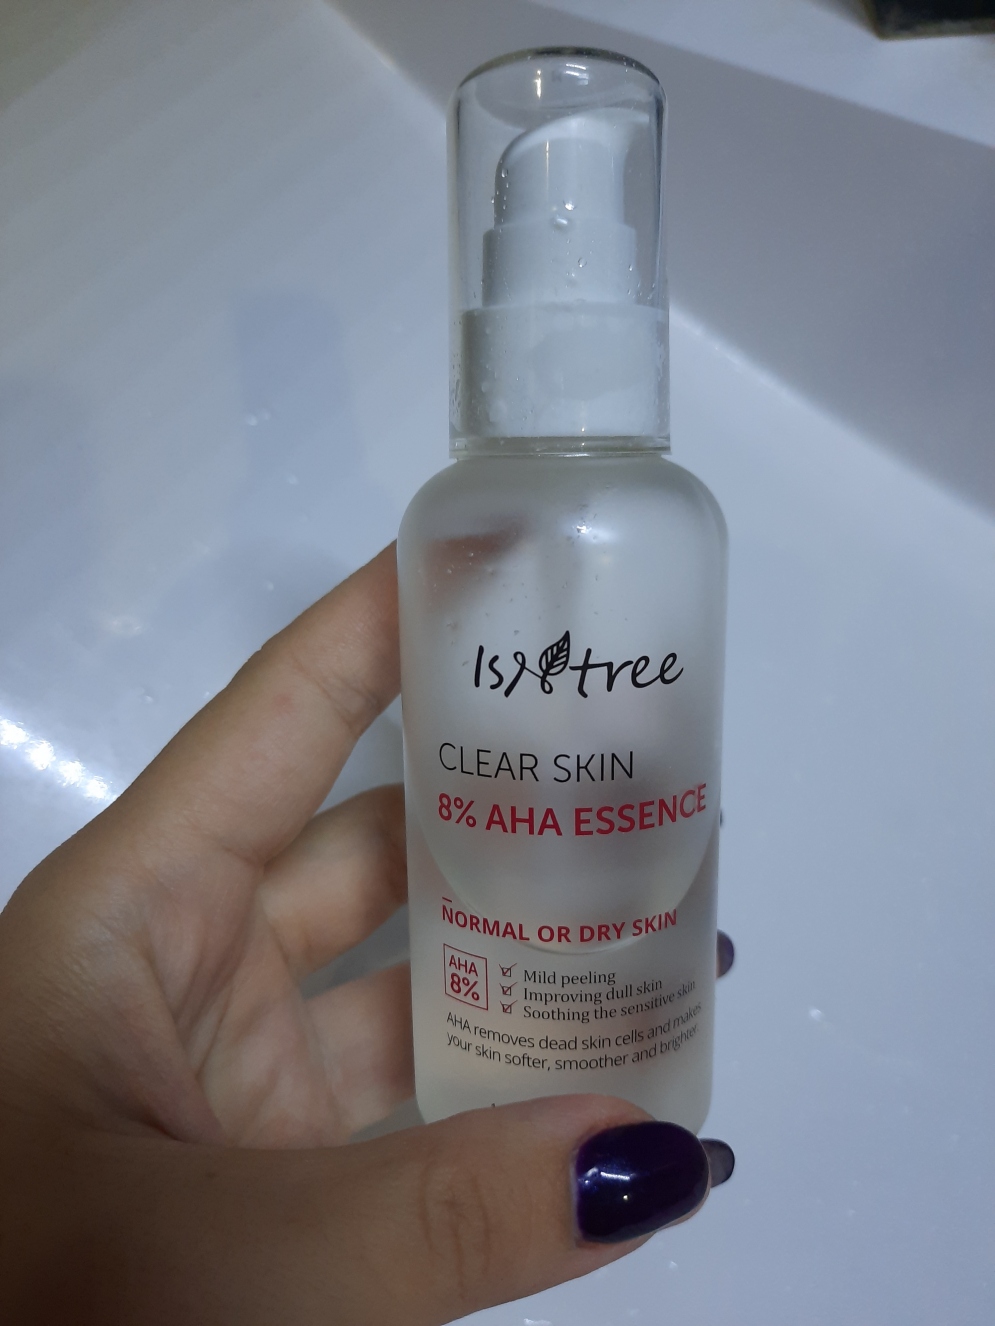 Isntree
CLEAR SKIN
8% AHA ESSENCE
NORMAL OR DRY SKIN
AHA
8%
Mild peeling
Improving dull skin
Soothing the sensitive skin
AHA removes dead skin cells and makes
your skin softer, smoother and brighter.